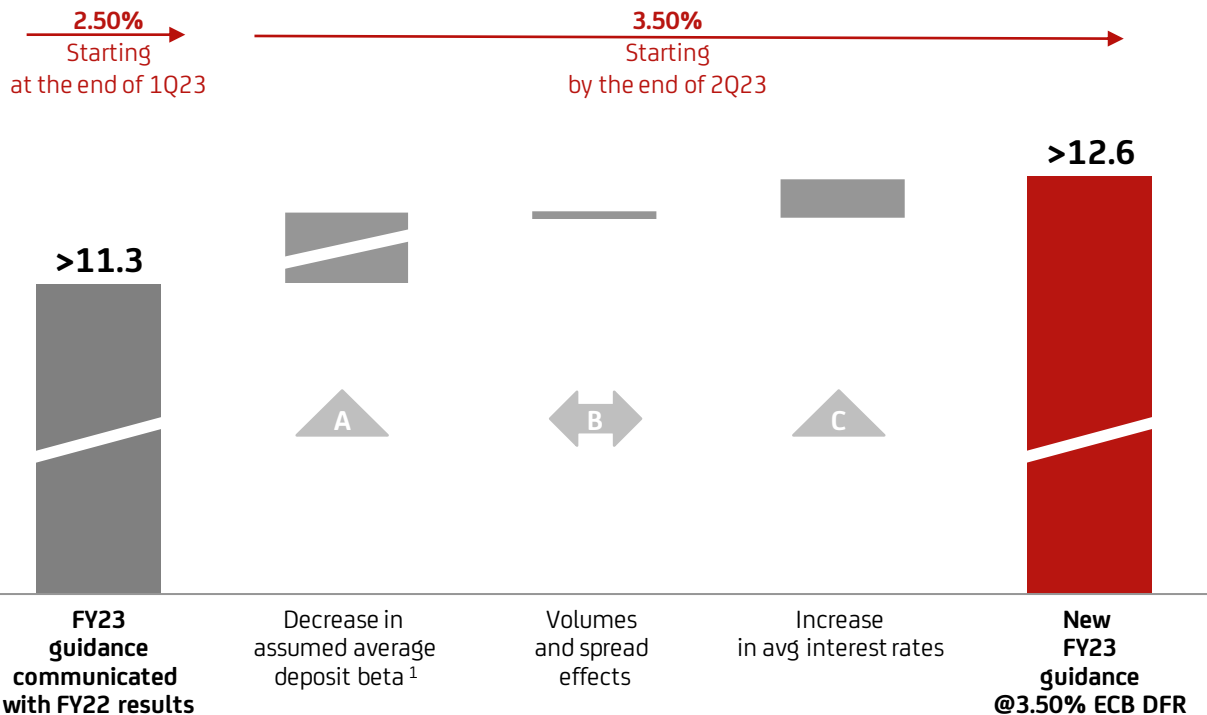 2.50%
Starting
at the end of 1Q23
3.50%
Starting
by the end of 2Q23
>11.3
>12.6
A
B
C
FY23
guidance
communicated
with FY22 results
Decrease in
assumed average
deposit beta 1
Volumes
and spread
effects
Increase
in avg interest rates
New
FY23
guidance
@3.50% ECB DFR